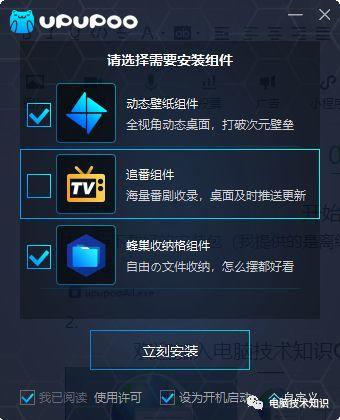 UPUPOO
请选择需要安装组件
动态壁纸组件
全视角动态桌面，打破次元壁垒
TV
追番组件
海量番剧收录，桌面及时推送更新
蜂巢收纳格组件
自由の文件收纳，怎么摆都好看
立刻安装
我已阅读 使用许可 设为开机启动 自定义
电脑技术知识